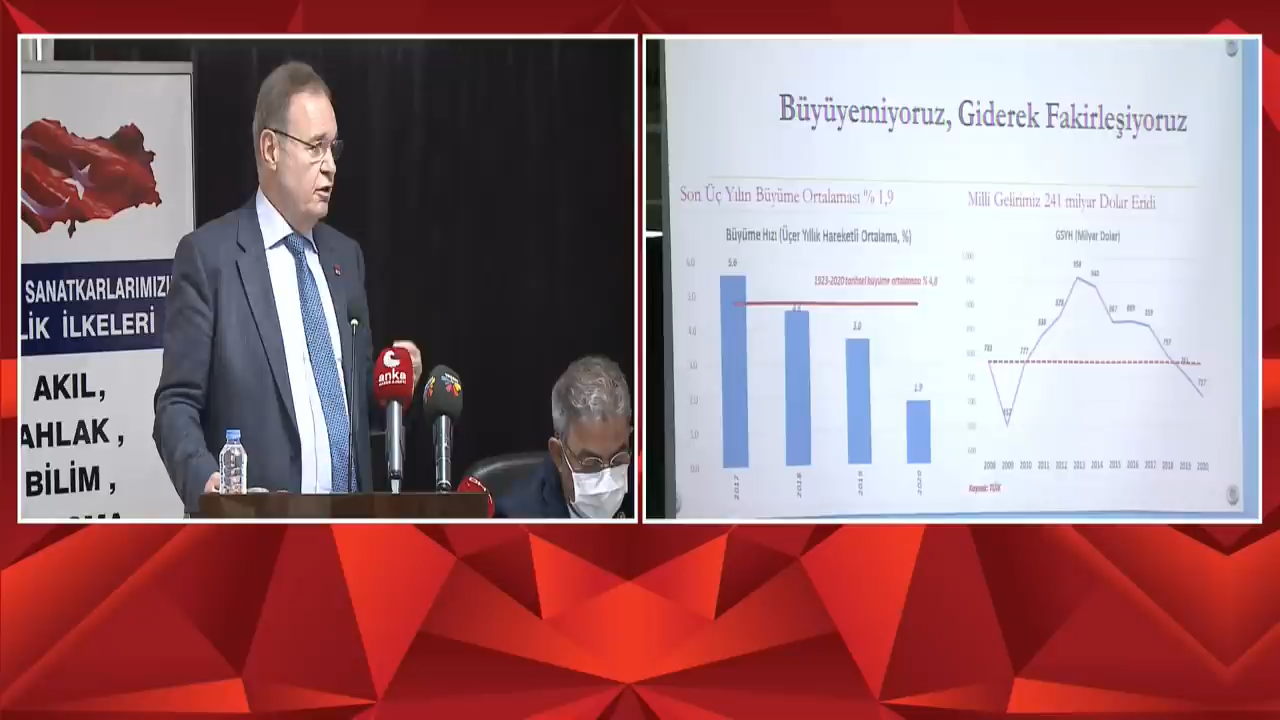 SANATKARLARIMIZI
LİK İLKELERİ
AKIL,
AHLAK ,
BİLİM ,
anka
Büyüyemiyoruz, Giderek Fakirleşiyoruz
Son Üç Yılın Büyüme Ortalaması % 1,9
Büyüme Hızı (Üçer Yıllık Hareketli Ortalama, %)
1923-2020 tarihsel büyüme ortalaması % 4,8
5.6
3.8
1.9
2017
2018
2019
2020
Milli Gelirimiz 241 milyar Dolar Eridi
GSYH (Milyar Dolar)
958
777
717
2008 2009 2010 2011 2012 2013 2014 2015 2016 2017 2018 2019 2020
Kaynak: TÜİK